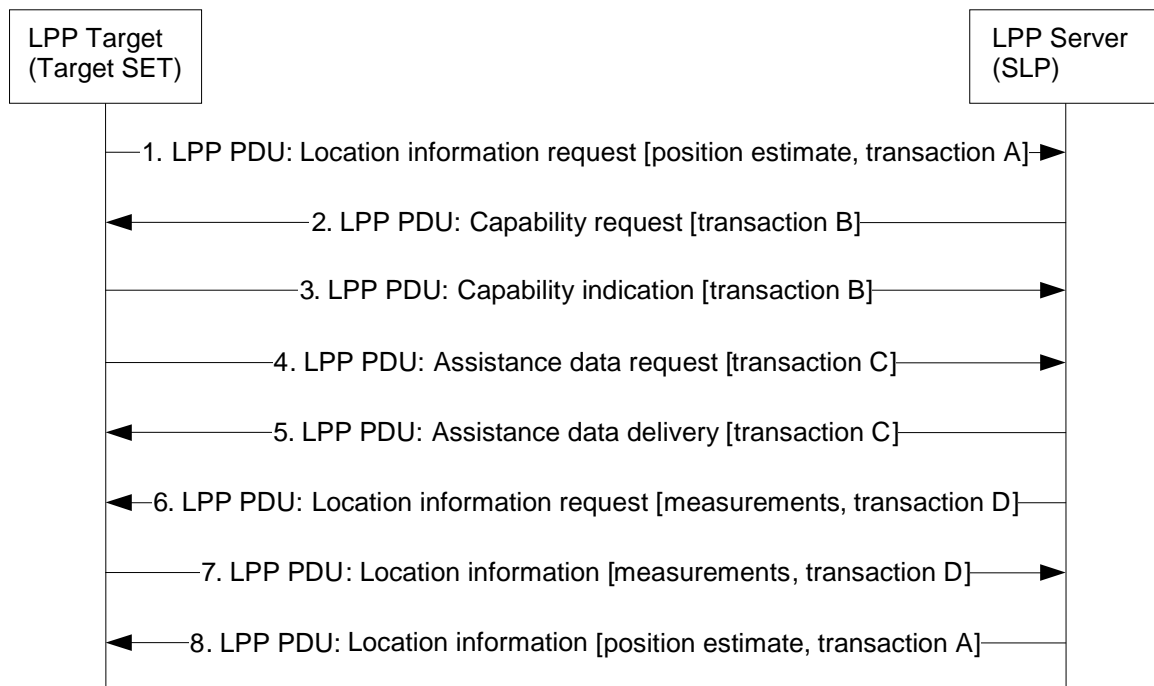 LPP Target
(Target SET)
LPP Server
(SLP)
1. LPP PDU: Location information request [position estimate, transaction A]
2. LPP PDU: Capability request [transaction B]
3. LPP PDU: Capability indication [transaction B]
4. LPP PDU: Assistance data request [transaction C]
5. LPP PDU: Assistance data delivery [transaction C]
6. LPP PDU: Location information request [measurements, transaction D]
7. LPP PDU: Location information [measurements, transaction D]
8. LPP PDU: Location information [position estimate, transaction A]